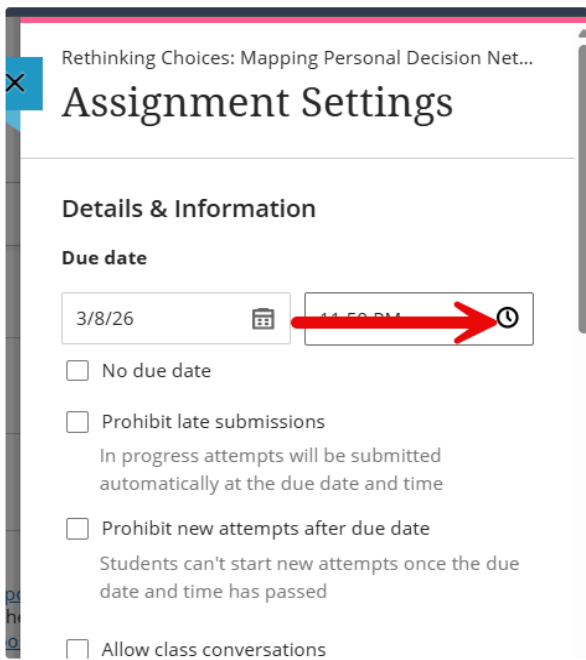 Rethinking Choices: Mapping Personal Decision Net...
Assignment Settings
Details & Information
Due date
3/8/26
PM
No due date
Prohibit late submissions
In progress attempts will be submitted
automatically at the due date and time
Prohibit new attempts after due date
Students can't start new attempts once the due
date and time has passed
Allow class conversations